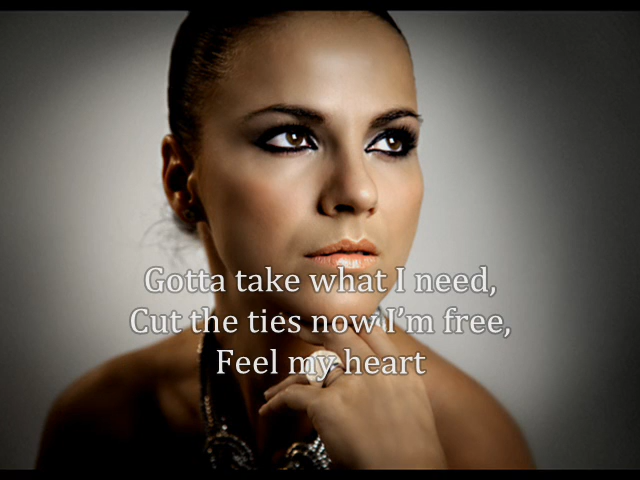 Gotta take what I need,
Cut the ties now I’m free,
Feel my heart